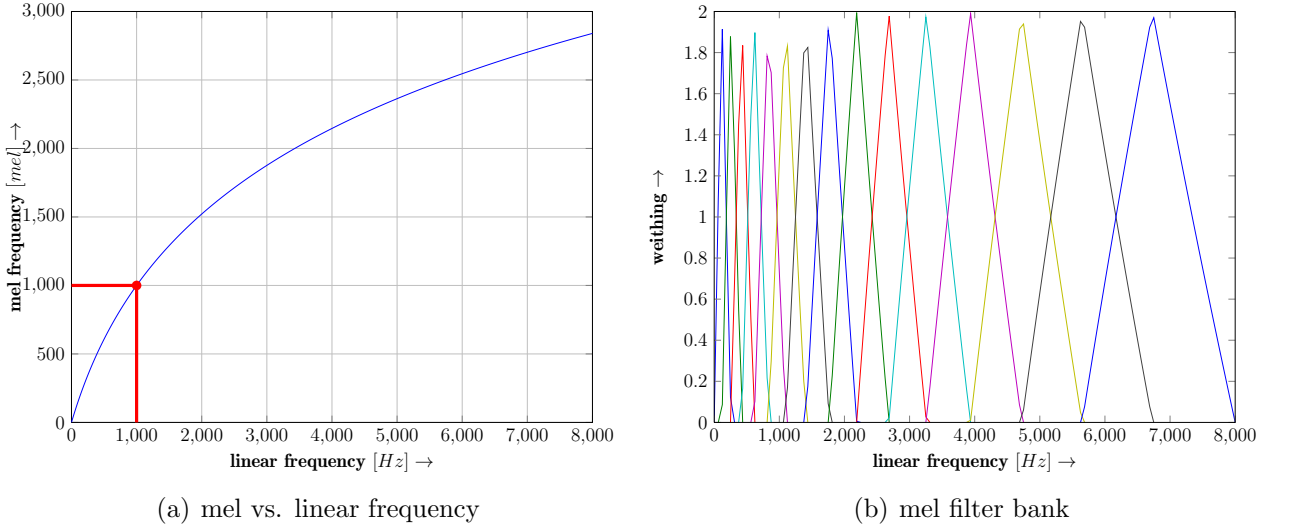 3,000
2,500
2,000
1,500
1,000
500
0
mel frequency [mel] →
0 1,000 2,000 3,000 4,000 5,000 6,000 7,000 8,000
linear frequency [Hz] →
(a) mel vs. linear frequency
2
1.8
1.6
1.4
1.2
1
0.8
0.6
0.4
0.2
0
weithing →
0 1,000 2,000 3,000 4,000 5,000 6,000 7,000 8,000
linear frequency [Hz] →
(b) mel filter bank